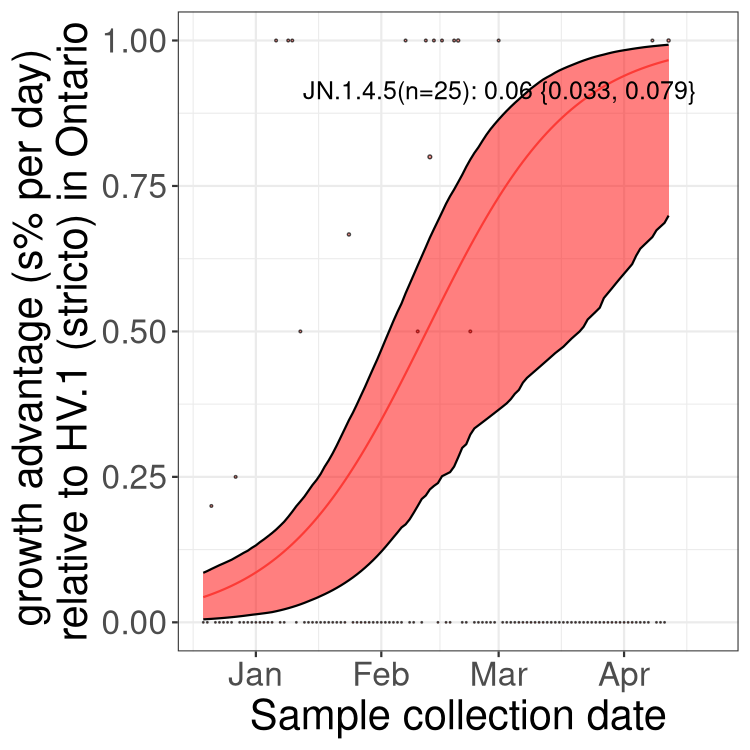 growth advantage (s% per day)
relative to HV.1 (stricto) in Ontario
1.00
0.75
0.50
0.25
0.00
JN.1.4.5(n=25): 0.06 {0.033, 0.079}
Jan Feb Mar Apr
Sample collection date